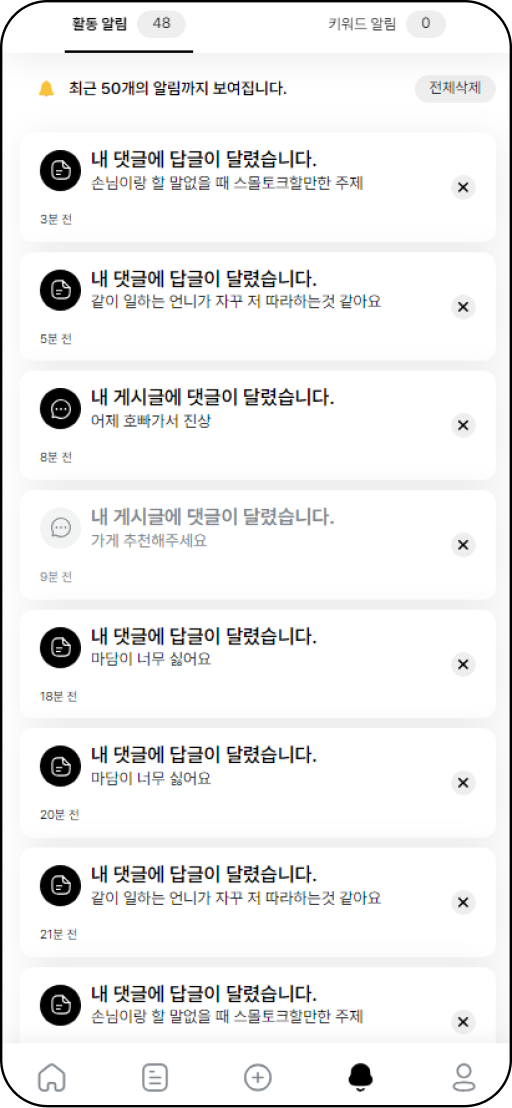 활동 알림 48 키워드 알림 0
최근 50개의 알림까지 보여집니다. 전체삭제
내 댓글에 답글이 달렸습니다.
손님이랑 할 말없을 때 스몰토크할만한 주제
3분 전
내 댓글에 답글이 달렸습니다.
같이 일하는 언니가 자꾸 저 따라하는것 같아요
5분 전
내 게시글에 댓글이 달렸습니다.
어제 호빠가서 진상
8분 전
내 게시글에 댓글이 달렸습니다.
가게 추천해주세요
9분 전
내 댓글에 답글이 달렸습니다.
마담이 너무 싫어요
18분 전
내 댓글에 답글이 달렸습니다.
마담이 너무 싫어요
20분 전
내 댓글에 답글이 달렸습니다.
같이 일하는 언니가 자꾸 저 따라하는것 같아요
21분 전
내 댓글에 답글이 달렸습니다.
손님이랑 할 말없을 때 스몰토크할만한 주제